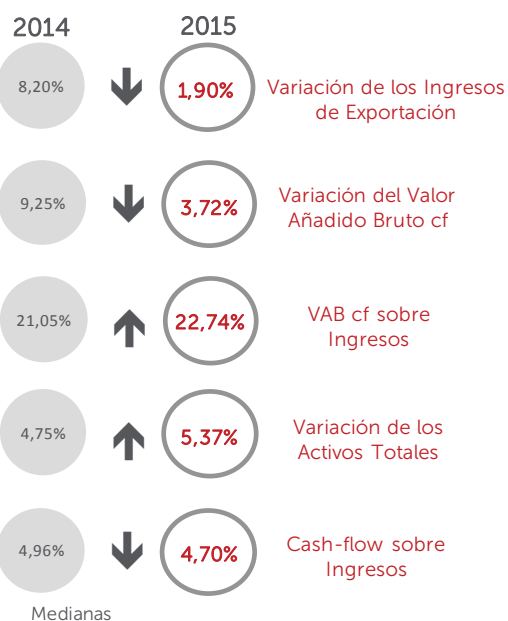 2014
2015
8,20%
1,90%
Variación de los Ingresos
de Exportación
9,25%
3,72%
Variación del Valor
Añadido Bruto cf
21,05%
22,74%
VAB cf sobre
Ingresos
4,75%
5,37%
Variación de los
Activos Totales
4,96%
4,70%
Cash-flow sobre
Ingresos
Medianas